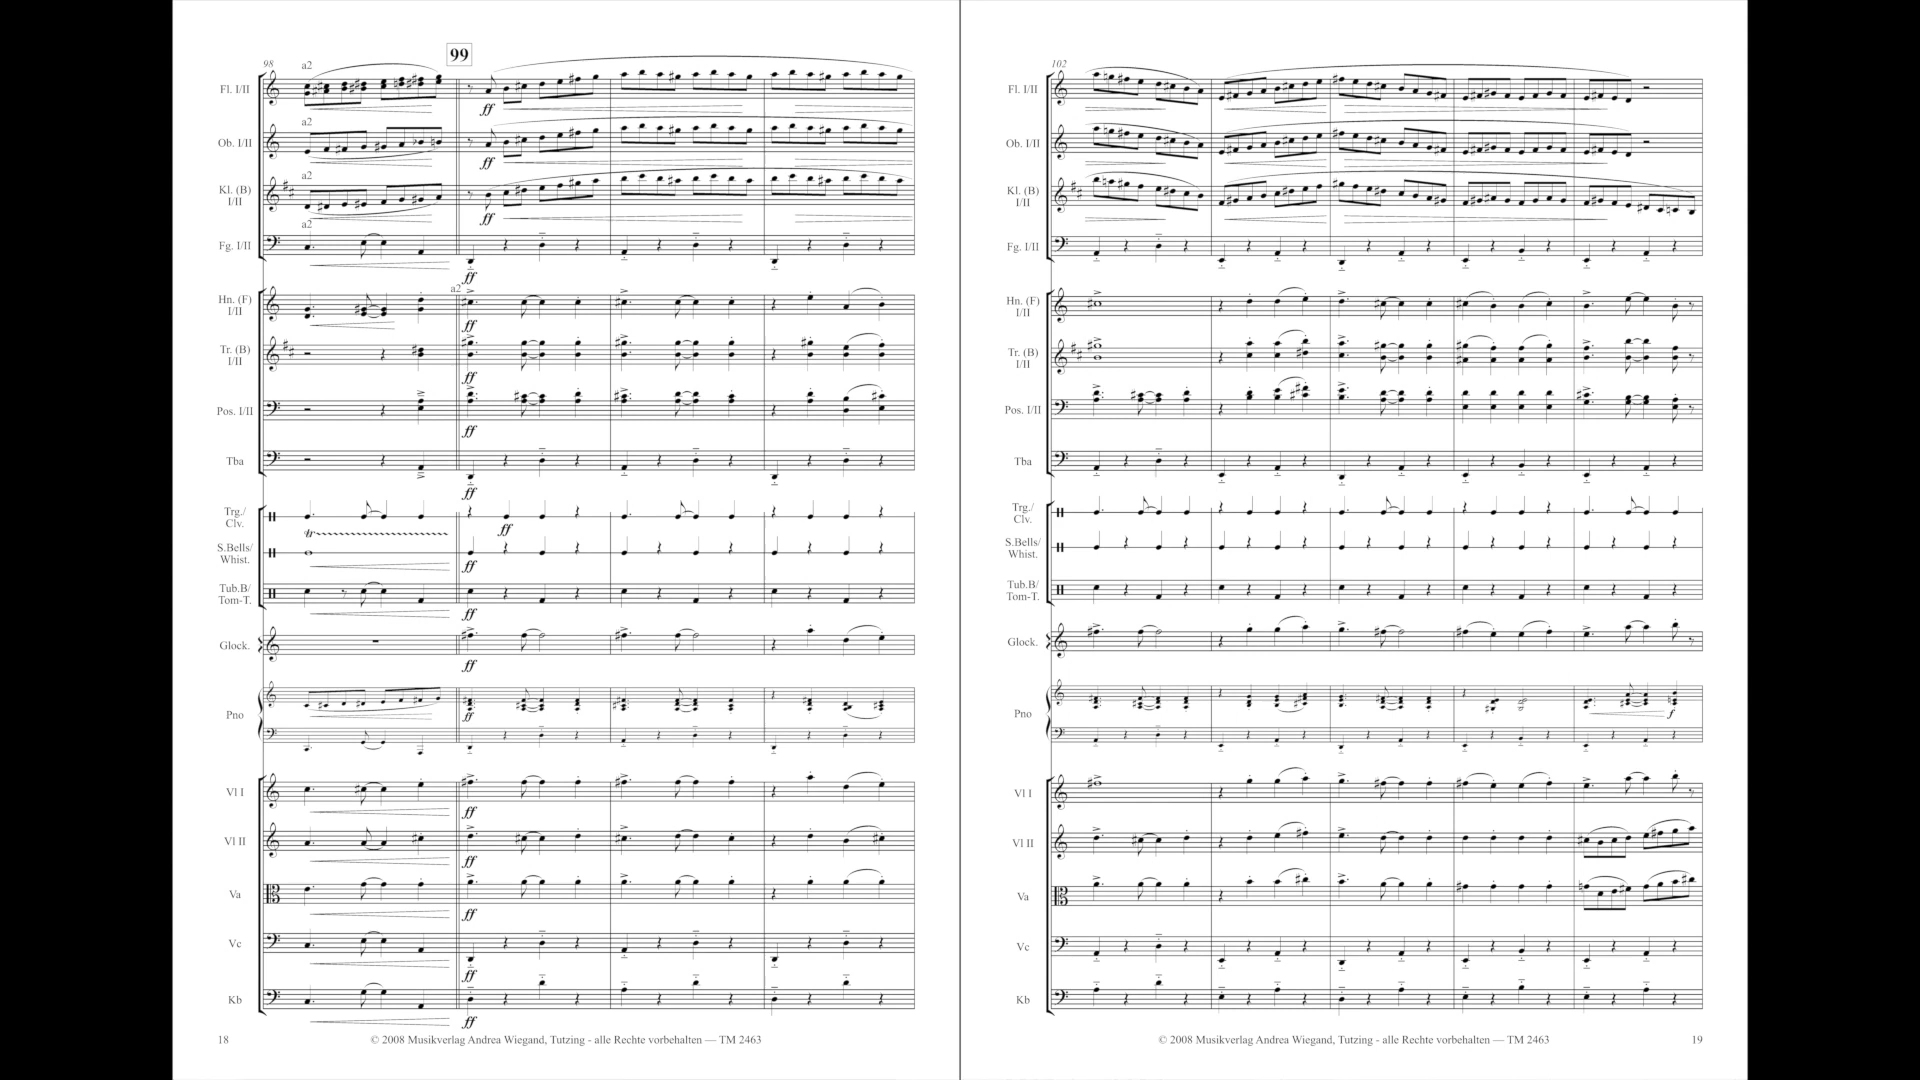 99
98
a2
Fl. I/II
ff
a2
Ob. I/II
ff
a2
Kl. (B)
I/II
ff
a2
Fg. I/II
ff
a2
Hn. (F)
I/II
ff
Tr. (B)
I/II
ff
Pos. I/II
ff
Tba
ff
Trg./
Clv.
ff
tr
S.Bells/
Whist.
ff
Tub.B/
Tom-T.
ff
Glock.
ff
Pno
ff
Vl I
ff
Vl II
ff
Va
ff
Vc
ff
Kb
ff
18
© 2008 Musikverlag Andrea Wiegand, Tutzing - alle Rechte vorbehalten — TM 2463
102
Fl. I/II
Ob. I/II
Kl. (B)
I/II
Fg. I/II
Hn. (F)
I/II
Tr. (B)
I/II
Pos. I/II
Tba
Trg./
Clv.
S.Bells/
Whist.
Tub.B/
Tom-T.
Glock.
Pno
f
Vl I
Vl II
Va
Vc
Kb
© 2008 Musikverlag Andrea Wiegand, Tutzing - alle Rechte vorbehalten — TM 2463
19